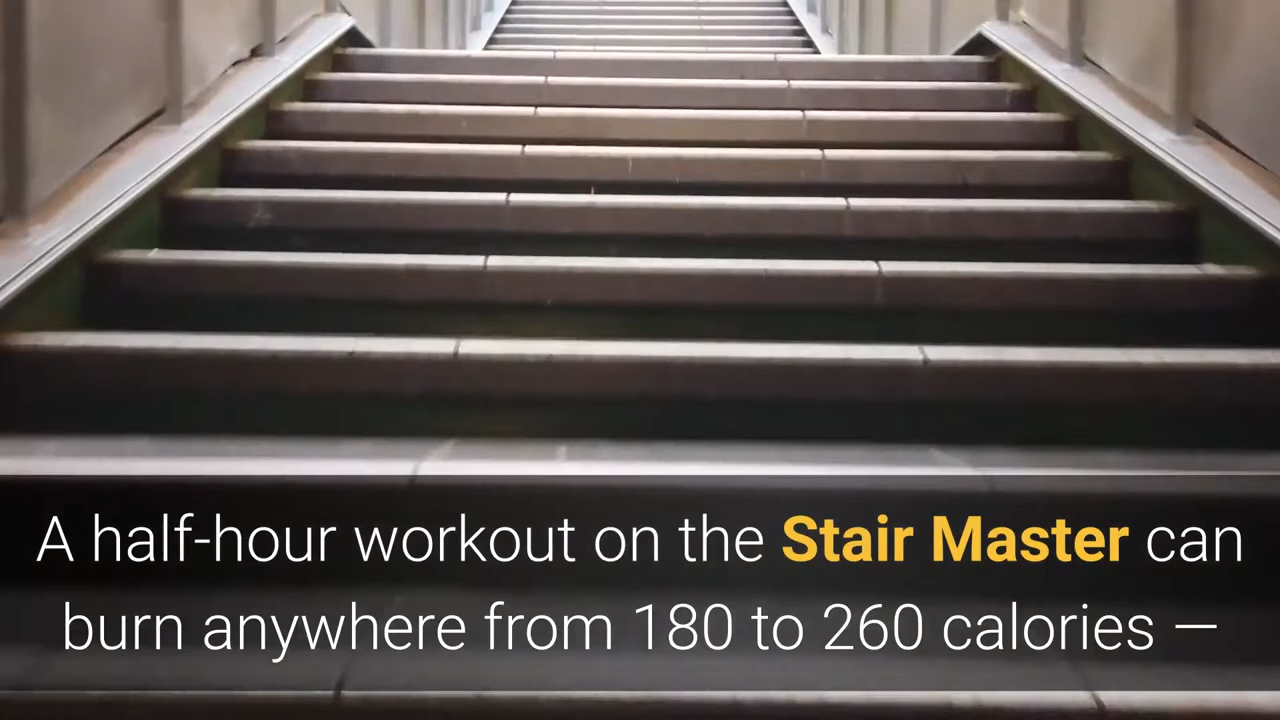 A half-hour workout on the Stair Master can
burn anywhere from 180 to 260 calories —